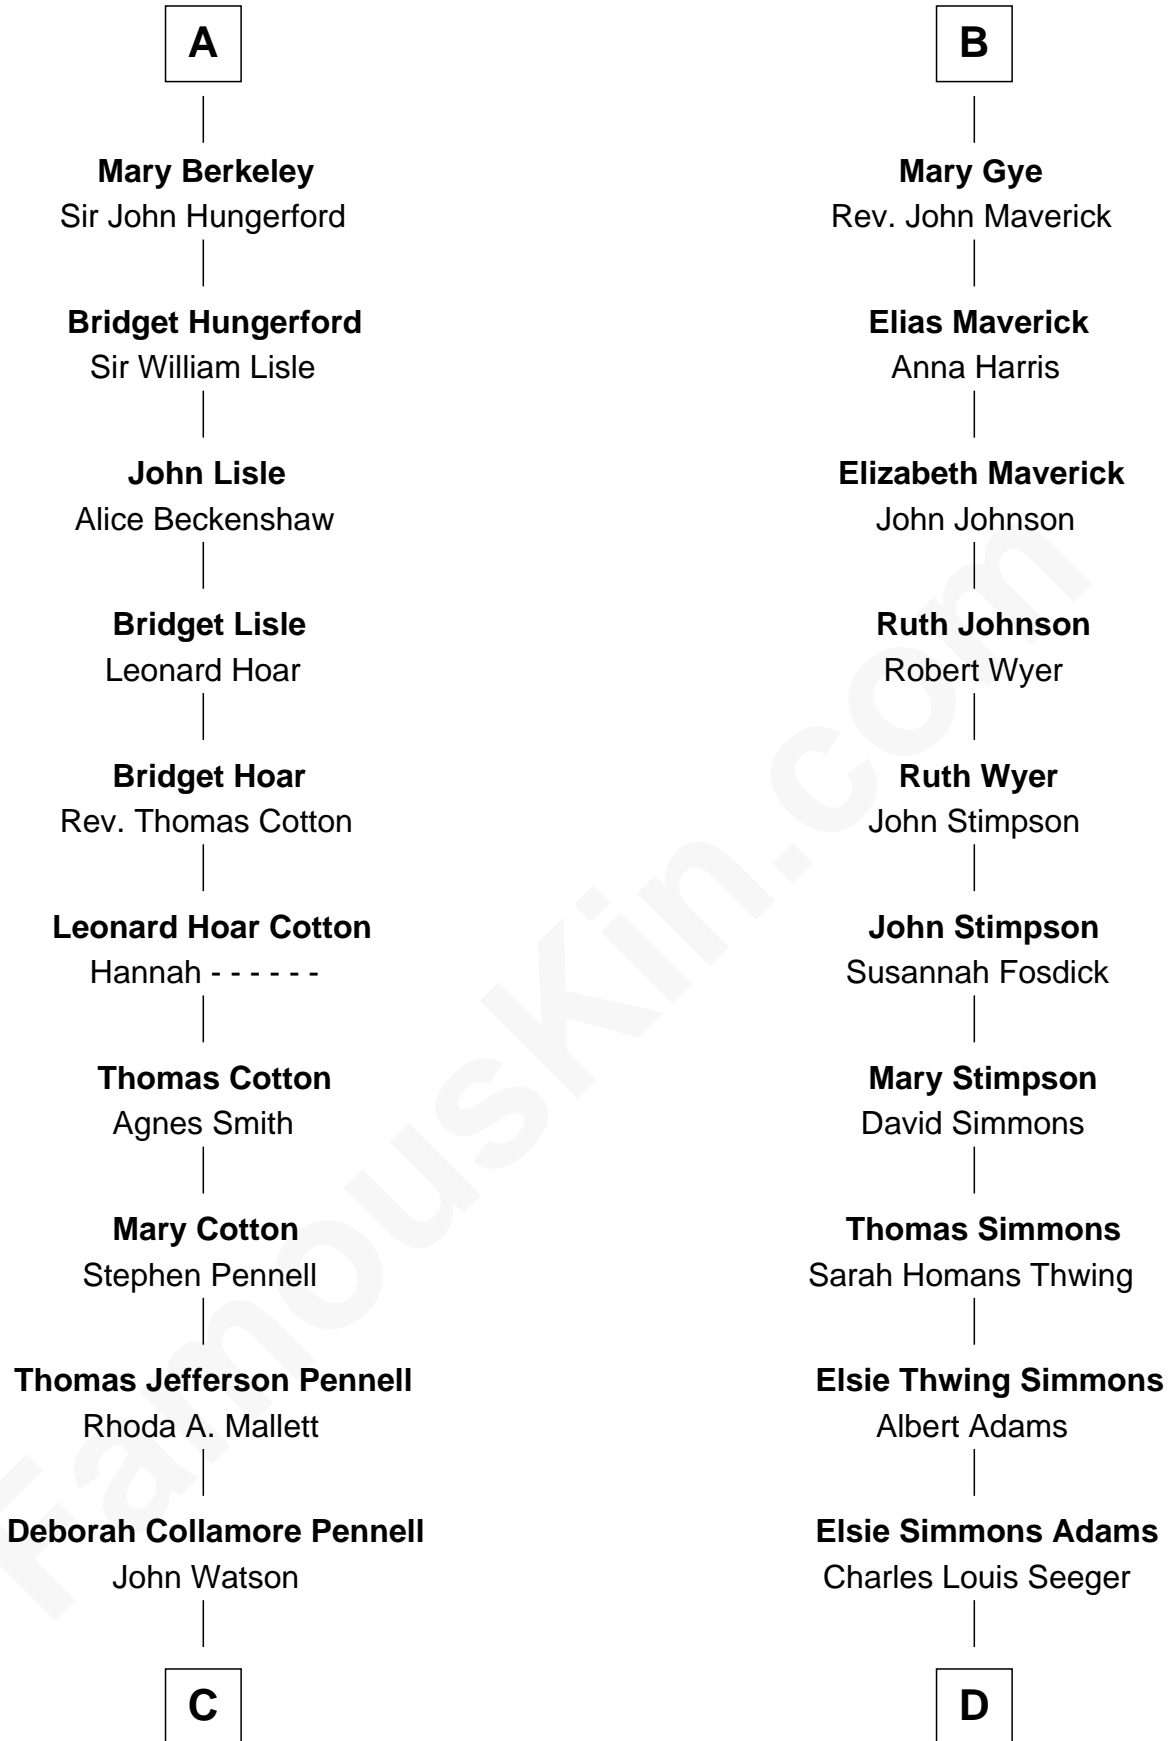 A
Mary Berkeley
Sir John Hungerford
Bridget Hungerford
Sir William Lisle
John Lisle
Alice Beckenshaw
Bridget Lisle
Leonard Hoar
Bridget Hoar
Rev. Thomas Cotton
Leonard Hoar Cotton
Hannah - - - - - -
Thomas Cotton
Agnes Smith
Mary Cotton
Stephen Pennell
Thomas Jefferson Pennell
Rhoda A. Mallett
Deborah Collamore Pennell
John Watson
C
B
Mary Gye
Rev. John Maverick
Elias Maverick
Anna Harris
Elizabeth Maverick
John Johnson
Ruth Johnson
Robert Wyer
Ruth Wyer
John Stimpson
John Stimpson
Susannah Fosdick
Mary Stimpson
David Simmons
Thomas Simmons
Sarah Homans Thwing
Elsie Thwing Simmons
Albert Adams
Elsie Simmons Adams
Charles Louis Seeger
D
FamousKin.com